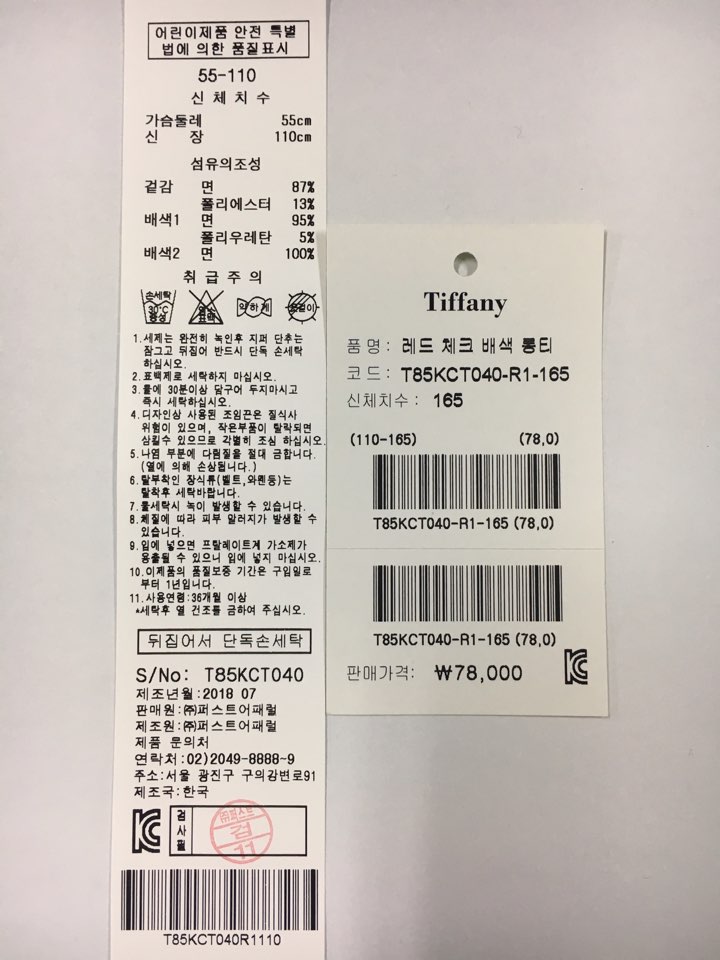 어린이제품 안전 특별
법에 의한 품질표시
55-110
신 체 치 수
가슴둘레 55cm
신 장 110cm
섬유의조성
겉감 면 87%
폴리에스터 13%
배색1 면 95%
폴리우레탄 5%
배색2 면 100%
취 급 주 의
손세탁 30℃ 중성 염소 표백 약하게 옷걸이
1.세제는 완전히 녹인후 지퍼 단추는
잠그고 뒤집어 반드시 단독 손세탁
하십시오.
2.표백제로 세탁하지 마십시오.
3.물에 30분이상 담구어 두지마시고
즉시 세탁하십시오.
4.디자인상 사용된 조임끈은 질식사
위험이 있으며, 작은부품이 탈락되면
삼킬수 있으므로 각별히 조심 하십시오.
5.나염 부분에 다림질을 절대 금합니다.
(열에 의해 손상됩니다.)
6.탈부착인 장식류(벨트,와펜등)는
탈착후 세탁바랍니다.
7.물세탁시 녹이 발생할 수 있습니다.
8.체질에 따라 피부 알러지가 발생할 수
있습니다.
9.입에 넣으면 프탈레이트계 가소제가
용출될 수 있으니 입에 넣지 마십시오.
10.이제품의 품질보증 기간은 구입일로
부터 1년입니다.
11.사용연령:36개월 이상
*세탁후 열 건조를 금하여 주십시오.
뒤집어서 단독손세탁
S/No: T85KCT040
제조년월:2018 07
판매원:㈜퍼스트어패럴
제조원:㈜퍼스트어패럴
제품 문의처
연락처:02)2049-8888~9
주소:서울 광진구 구의강변로91
제조국:한국
KC 검사필 ㈜퍼스트 검 11
T85KCT040R1110
Tiffany
품 명 : 레드 체크 배색 롱티
코 드 : T85KCT040-R1-165
신체치수 : 165
(110-165) (78,0)
T85KCT040-R1-165 (78,0)
T85KCT040-R1-165 (78,0)
판매가격: ₩78,000 KC